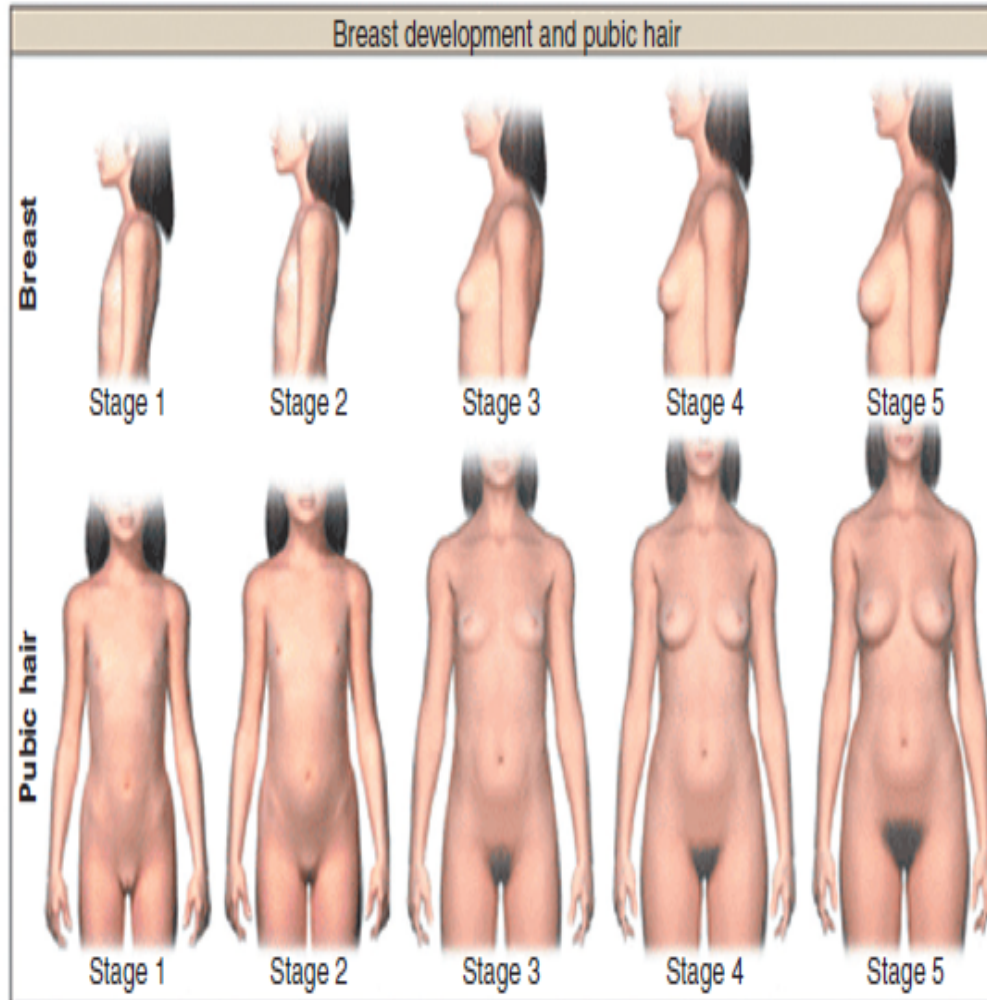 Breast development and pubic hair
Breast
Stage 1
Stage 2
Stage 3
Stage 4
Stage 5
Pubic hair
Stage 1
Stage 2
Stage 3
Stage 4
Stage 5